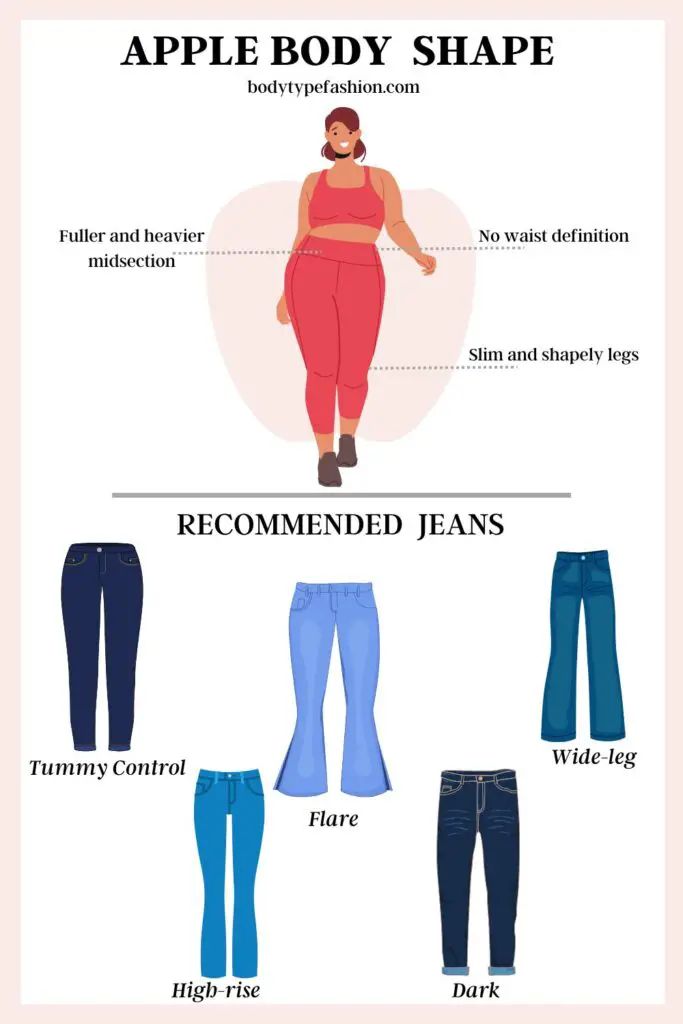 APPLE BODY SHAPE
bodytypefashion.com
Fuller and heavier
midsection
No waist definition
Slim and shapely legs
RECOMMENDED JEANS
Tummy Control
Flare
Wide-leg
High-rise
Dark